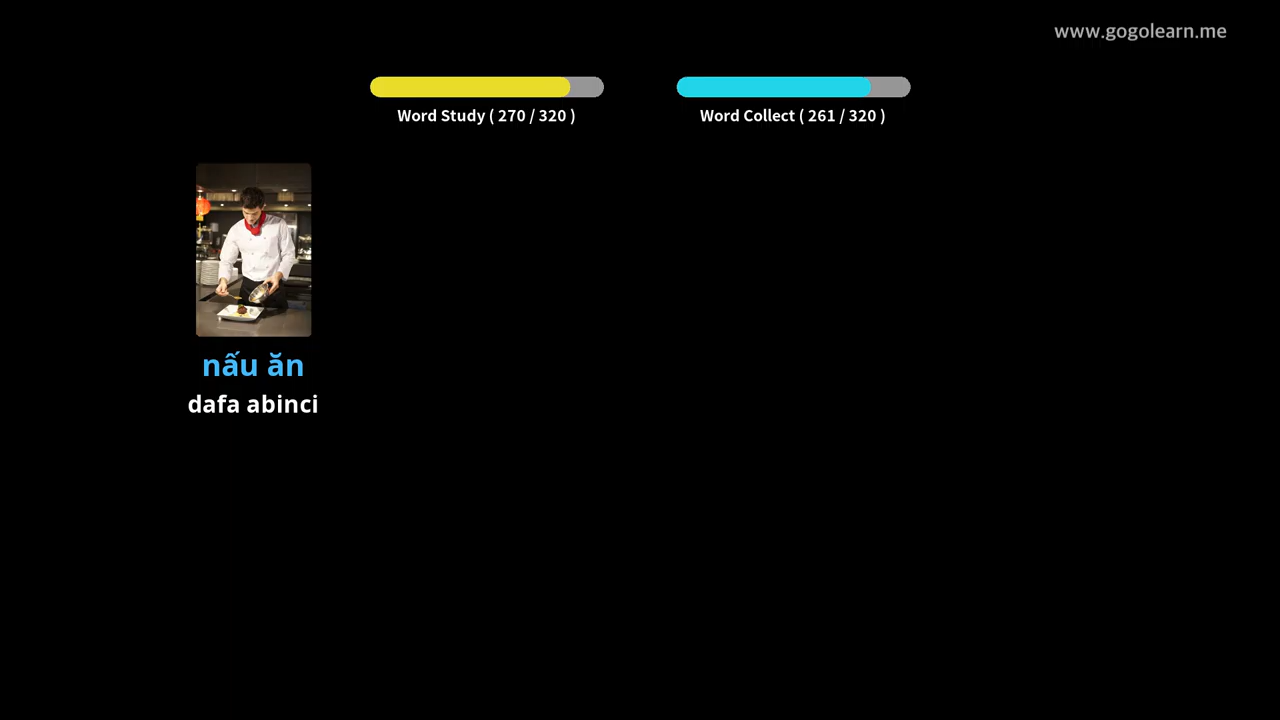 www.gogolearn.me
Word Study ( 270 / 320 )
Word Collect ( 261 / 320 )
nấu ăn
dafa abinci